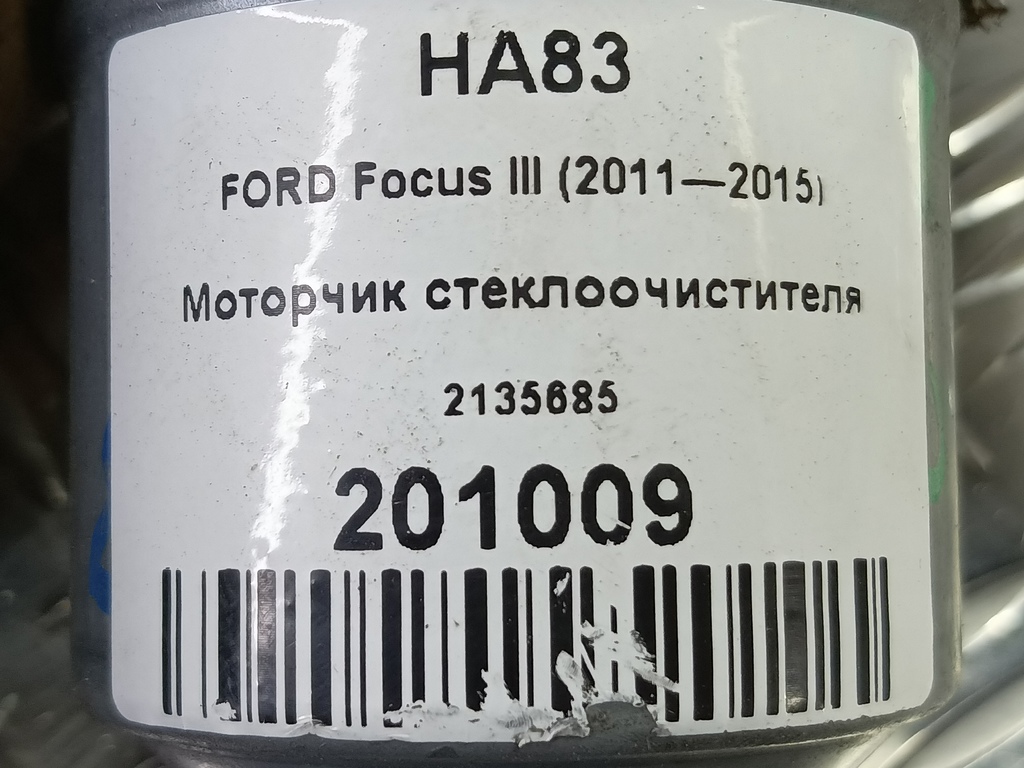 HA83
FORD Focus III (2011—2015)
Моторчик стеклоочистителя
2135685
201009